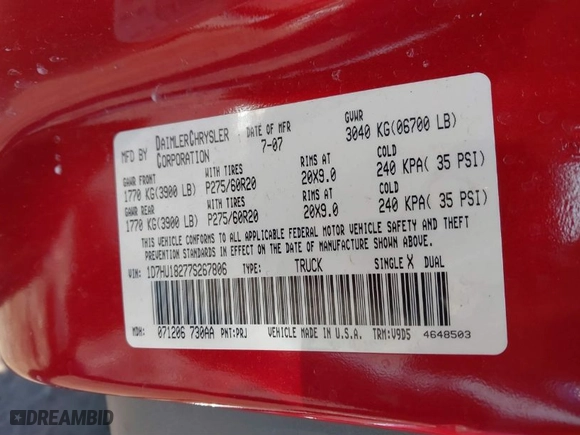 MFD BY DAIMLERCHRYSLER CORPORATION DATE OF MFR 7-07 GVWR 3040 KG(06700 LB)
GAWR FRONT WITH TIRES RIMS AT COLD
1770 KG(3900 LB) P275/60R20 20X9.0 240 KPA( 35 PSI)
GAWR REAR WITH TIRES RIMS AT COLD
1770 KG(3900 LB) P275/60R20 20X9.0 240 KPA( 35 PSI)
THIS VEHICLE CONFORMS TO ALL APPLICABLE FEDERAL MOTOR VEHICLE SAFETY AND THEFT
PREVENTION STANDARDS IN EFFECT ON THE DATE OF MANUFACTURE SHOWN ABOVE.
VIN: 1D7HU18277S267806 TYPE: TRUCK SINGLE X DUAL
MDH: 071206 730AA PNT:PRJ VEHICLE MADE IN U.S.A. TRM:V9D5 4648503
DREAMBID